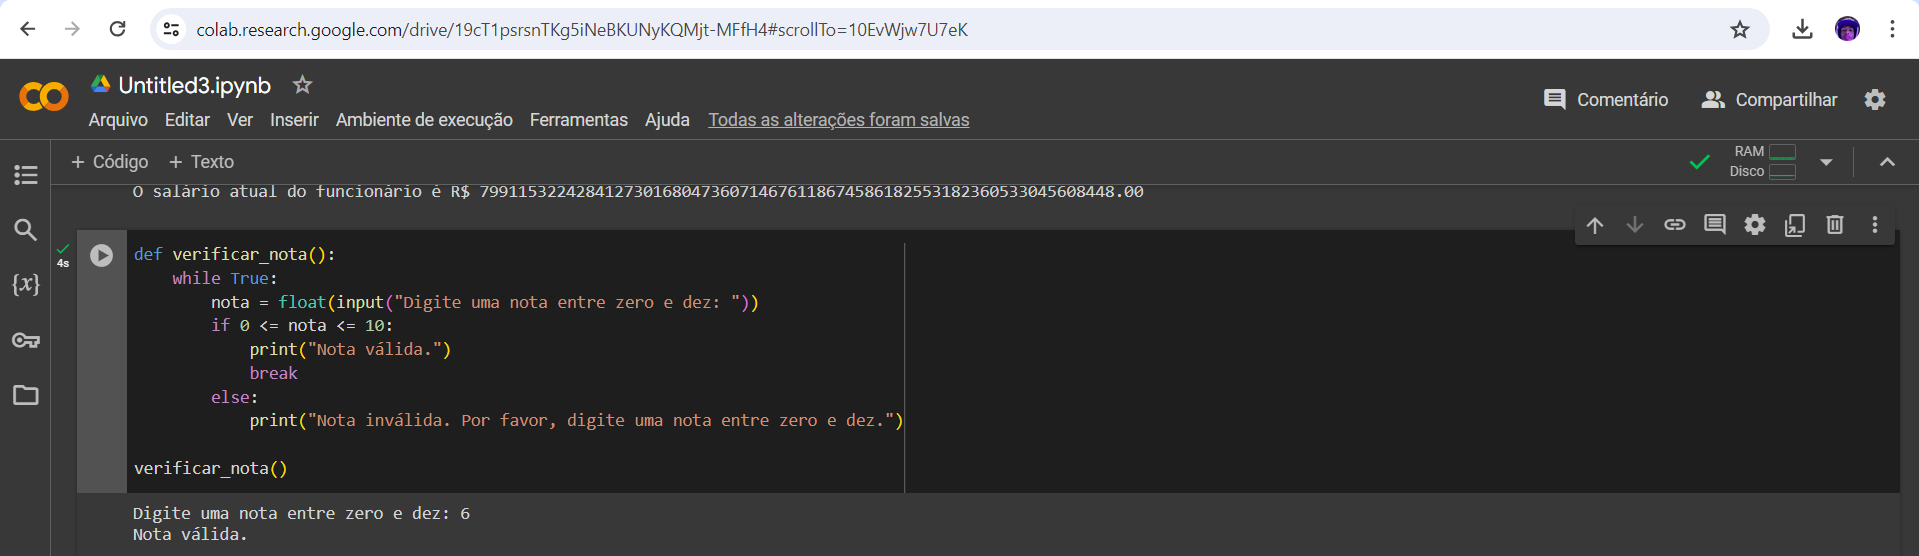 colab.research.google.com/drive/19cT1psrsnTKg5iNeBKUNyKQMjt-MFfH4#scrollTo=10EvWjw7U7eK
CO Untitled3.ipynb
Arquivo Editar Ver Inserir Ambiente de execução Ferramentas Ajuda Todas as alterações foram salvas
Comentário Compartilhar
+ Código + Texto
RAM
Disco
{x}
O salário atual do funcionário é R$ 799115322428412730168047360714676118674586182553182360533045608448.00
4s
def verificar_nota():
    while True:
        nota = float(input("Digite uma nota entre zero e dez: "))
        if 0 <= nota <= 10:
            print("Nota válida.")
            break
        else:
            print("Nota inválida. Por favor, digite uma nota entre zero e dez.")
verificar_nota()
Digite uma nota entre zero e dez: 6
Nota válida.